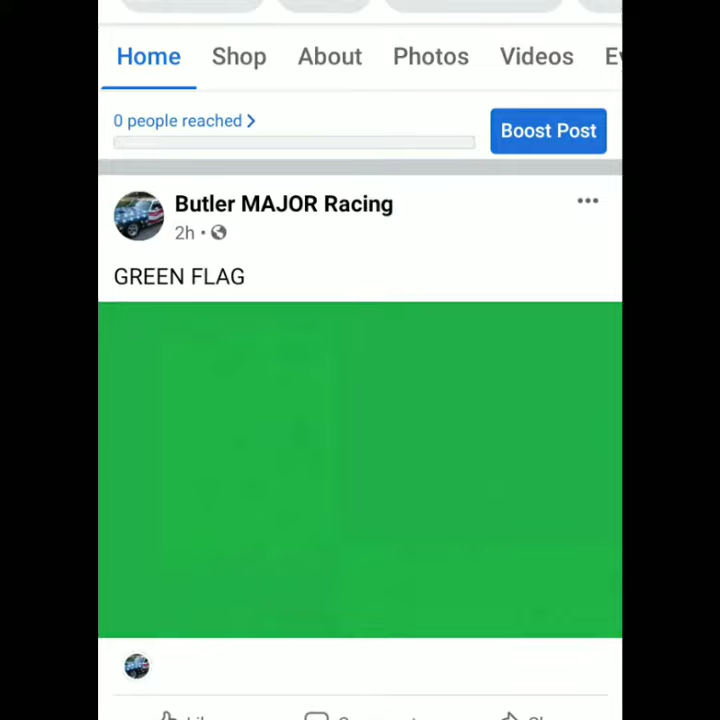 Home Shop About Photos Videos
0 people reached
Boost Post
Butler MAJOR Racing
2h
GREEN FLAG